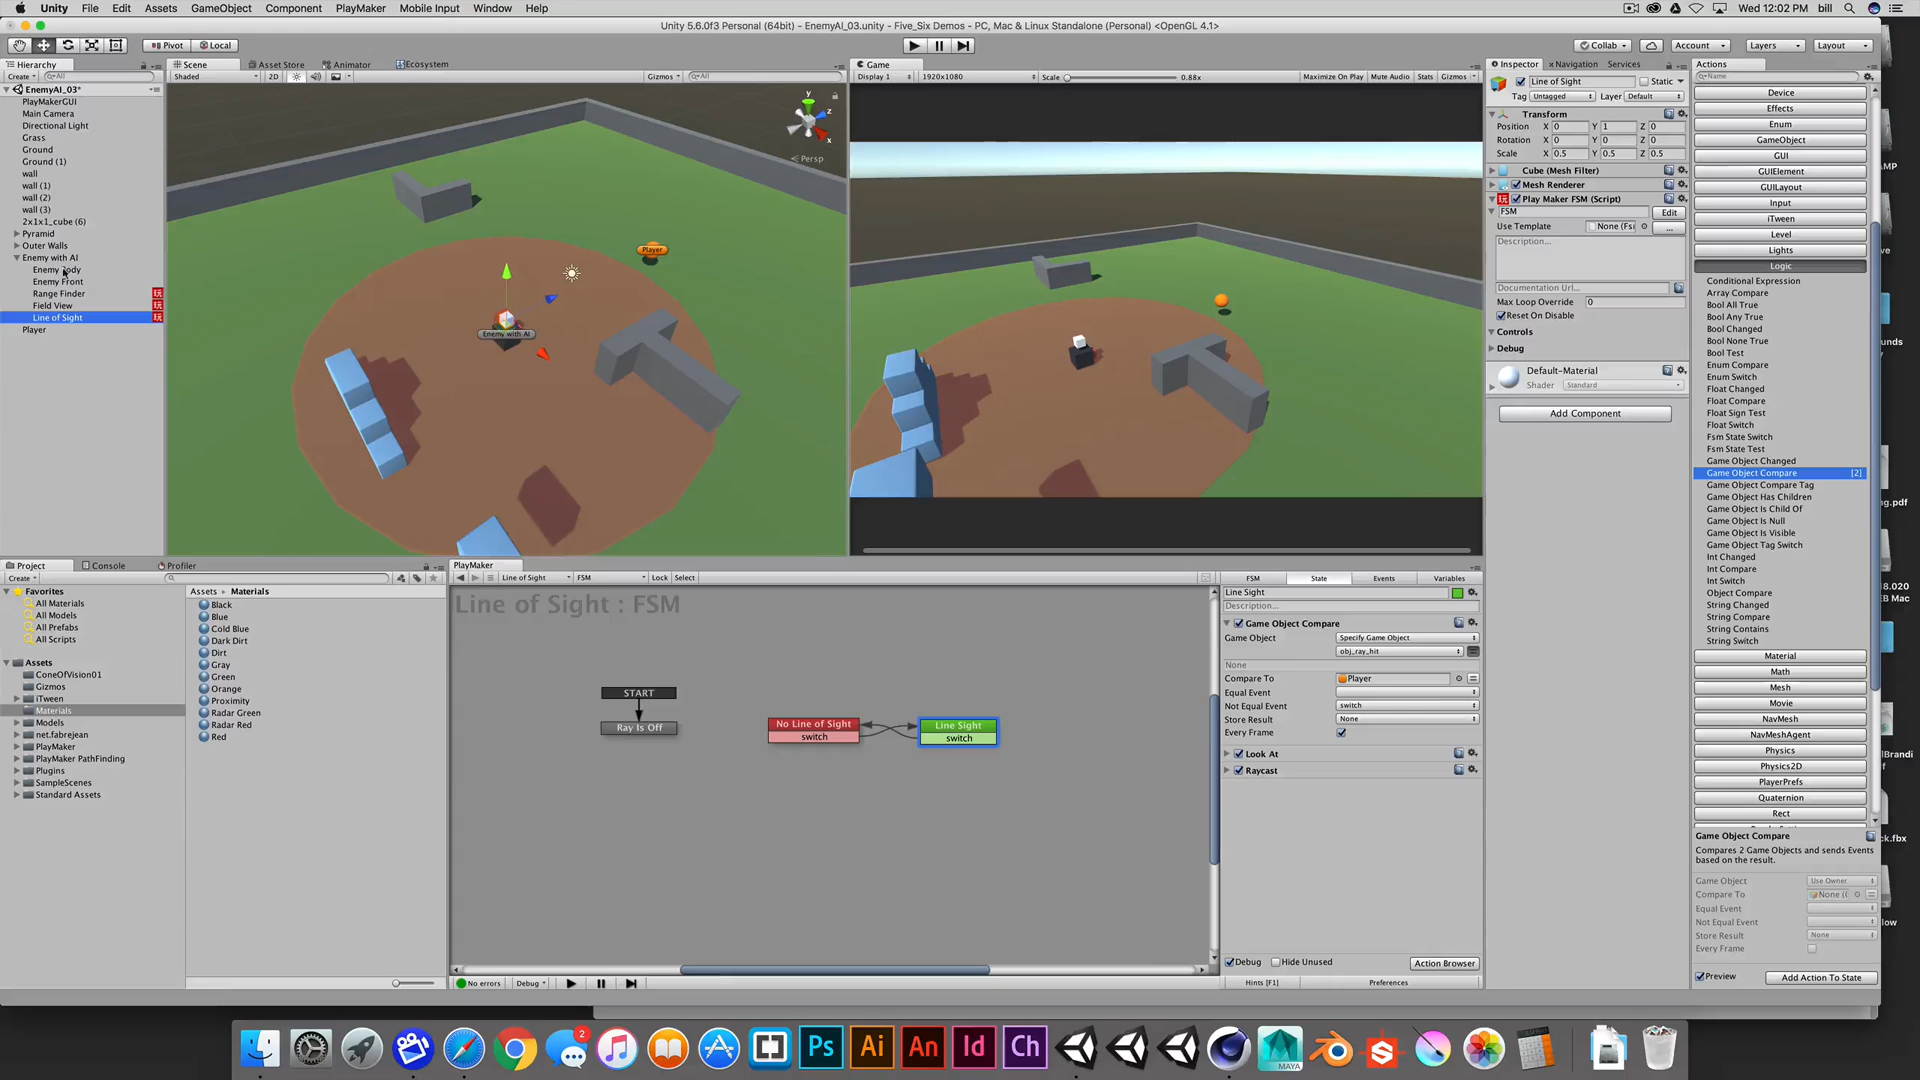 Unity File Edit Assets GameObject Component PlayMaker Mobile Input Window Help
Wed 12:02 PM bill
Unity 5.6.0f3 Personal (64bit) - EnemyAI_03.unity - Five_Six Demos - PC, Mac & Linux Standalone (Personal) <OpenGL 4.1>
Pivot Local
Collab Account Layers Layout
Hierarchy
Create All
EnemyAI_03*
PlayMakerGUI
Main Camera
Directional Light
Grass
Ground
Ground (1)
wall
wall (1)
wall (2)
wall (3)
2x1x1_cube (6)
Pyramid
Outer Walls
Enemy with AI
Enemy Body
Enemy Front
Range Finder
Field View
Line of Sight
Player
Scene Asset Store Animator Ecosystem
Shaded 2D Gizmos All
y
z
x
Persp
Player
Enemy with AI
Game
Display 1 1920x1080 Scale 0.88x Maximize On Play Mute Audio Stats Gizmos
Inspector Navigation Services
Line of Sight Static
Tag Untagged Layer Default
Transform
Position X 0 Y 1 Z 0
Rotation X 0 Y 0 Z 0
Scale X 0.5 Y 0.5 Z 0.5
Cube (Mesh Filter)
Mesh Renderer
Play Maker FSM (Script)
FSM Edit
Use Template None (Fsi ...
Description...
Documentation Url...
Max Loop Override 0
Reset On Disable
Controls
Debug
Default-Material
Shader Standard
Add Component
Actions
Name
Device
Effects
Enum
GameObject
GUI
GUIElement
GUILayout
Input
iTween
Level
Lights
Logic
Conditional Expression
Array Compare
Bool All True
Bool Any True
Bool Changed
Bool None True
Bool Test
Enum Compare
Enum Switch
Float Changed
Float Compare
Float Sign Test
Float Switch
Fsm State Switch
Fsm State Test
Game Object Changed
Game Object Compare [2]
Game Object Compare Tag
Game Object Has Children
Game Object Is Child Of
Game Object Is Null
Game Object Is Visible
Game Object Tag Switch
Int Changed
Int Compare
Int Switch
Object Compare
String Changed
String Compare
String Contains
String Switch
Material
Math
Mesh
Movie
NavMesh
NavMeshAgent
Physics
Physics2D
PlayerPrefs
Quaternion
Rect
Game Object Compare
Compares 2 Game Objects and sends Events
based on the result.
Game Object Use Owner
Compare To None ((
Equal Event
Not Equal Event
Store Result None
Every Frame
Preview Add Action To State
Project Console Profiler
Create
Favorites
All Materials
All Models
All Prefabs
All Scripts
Assets
ConeOfVision01
Gizmos
iTween
Materials
Models
net.fabrejean
PlayMaker
PlayMaker PathFinding
Plugins
SampleScenes
Standard Assets
Assets Materials
Black
Blue
Cold Blue
Dark Dirt
Dirt
Gray
Green
Orange
Proximity
Radar Green
Radar Red
Red
PlayMaker
Line of Sight FSM Lock Select
Line of Sight : FSM
START
Ray Is Off
No Line of Sight
switch
Line Sight
switch
No errors Debug
FSM State Events Variables
Line Sight
Description...
Game Object Compare
Game Object Specify Game Object
obj_ray_hit
None
Compare To Player
Equal Event
Not Equal Event switch
Store Result None
Every Frame
Look At
Raycast
Debug Hide Unused Action Browser
Hints [F1] Preferences
2
Ps Ai An Id Ch
MAYA